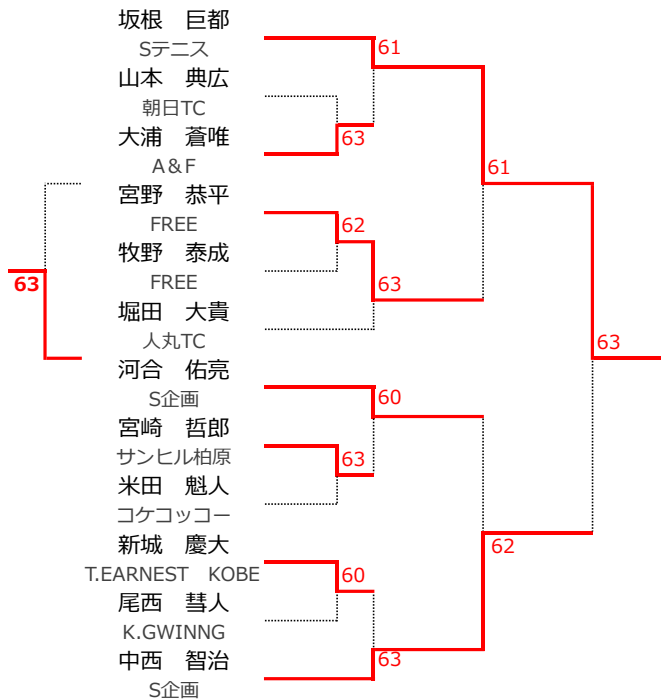 坂根　巨都
Sテニス
61
山本　典広
朝日TC
大浦　蒼唯
63
A＆F
61
宮野　恭平
FREE
62
牧野　泰成
FREE
63
63
堀田　大貴
人丸TC
63
河合　佑亮
S企画
60
宮崎　哲郎
サンヒル柏原
63
米田　魁人
コケコッコー
新城　慶大
62
T.EARNEST　KOBE
60
尾西　彗人
K.GWINNG
中西　智治
63
S企画